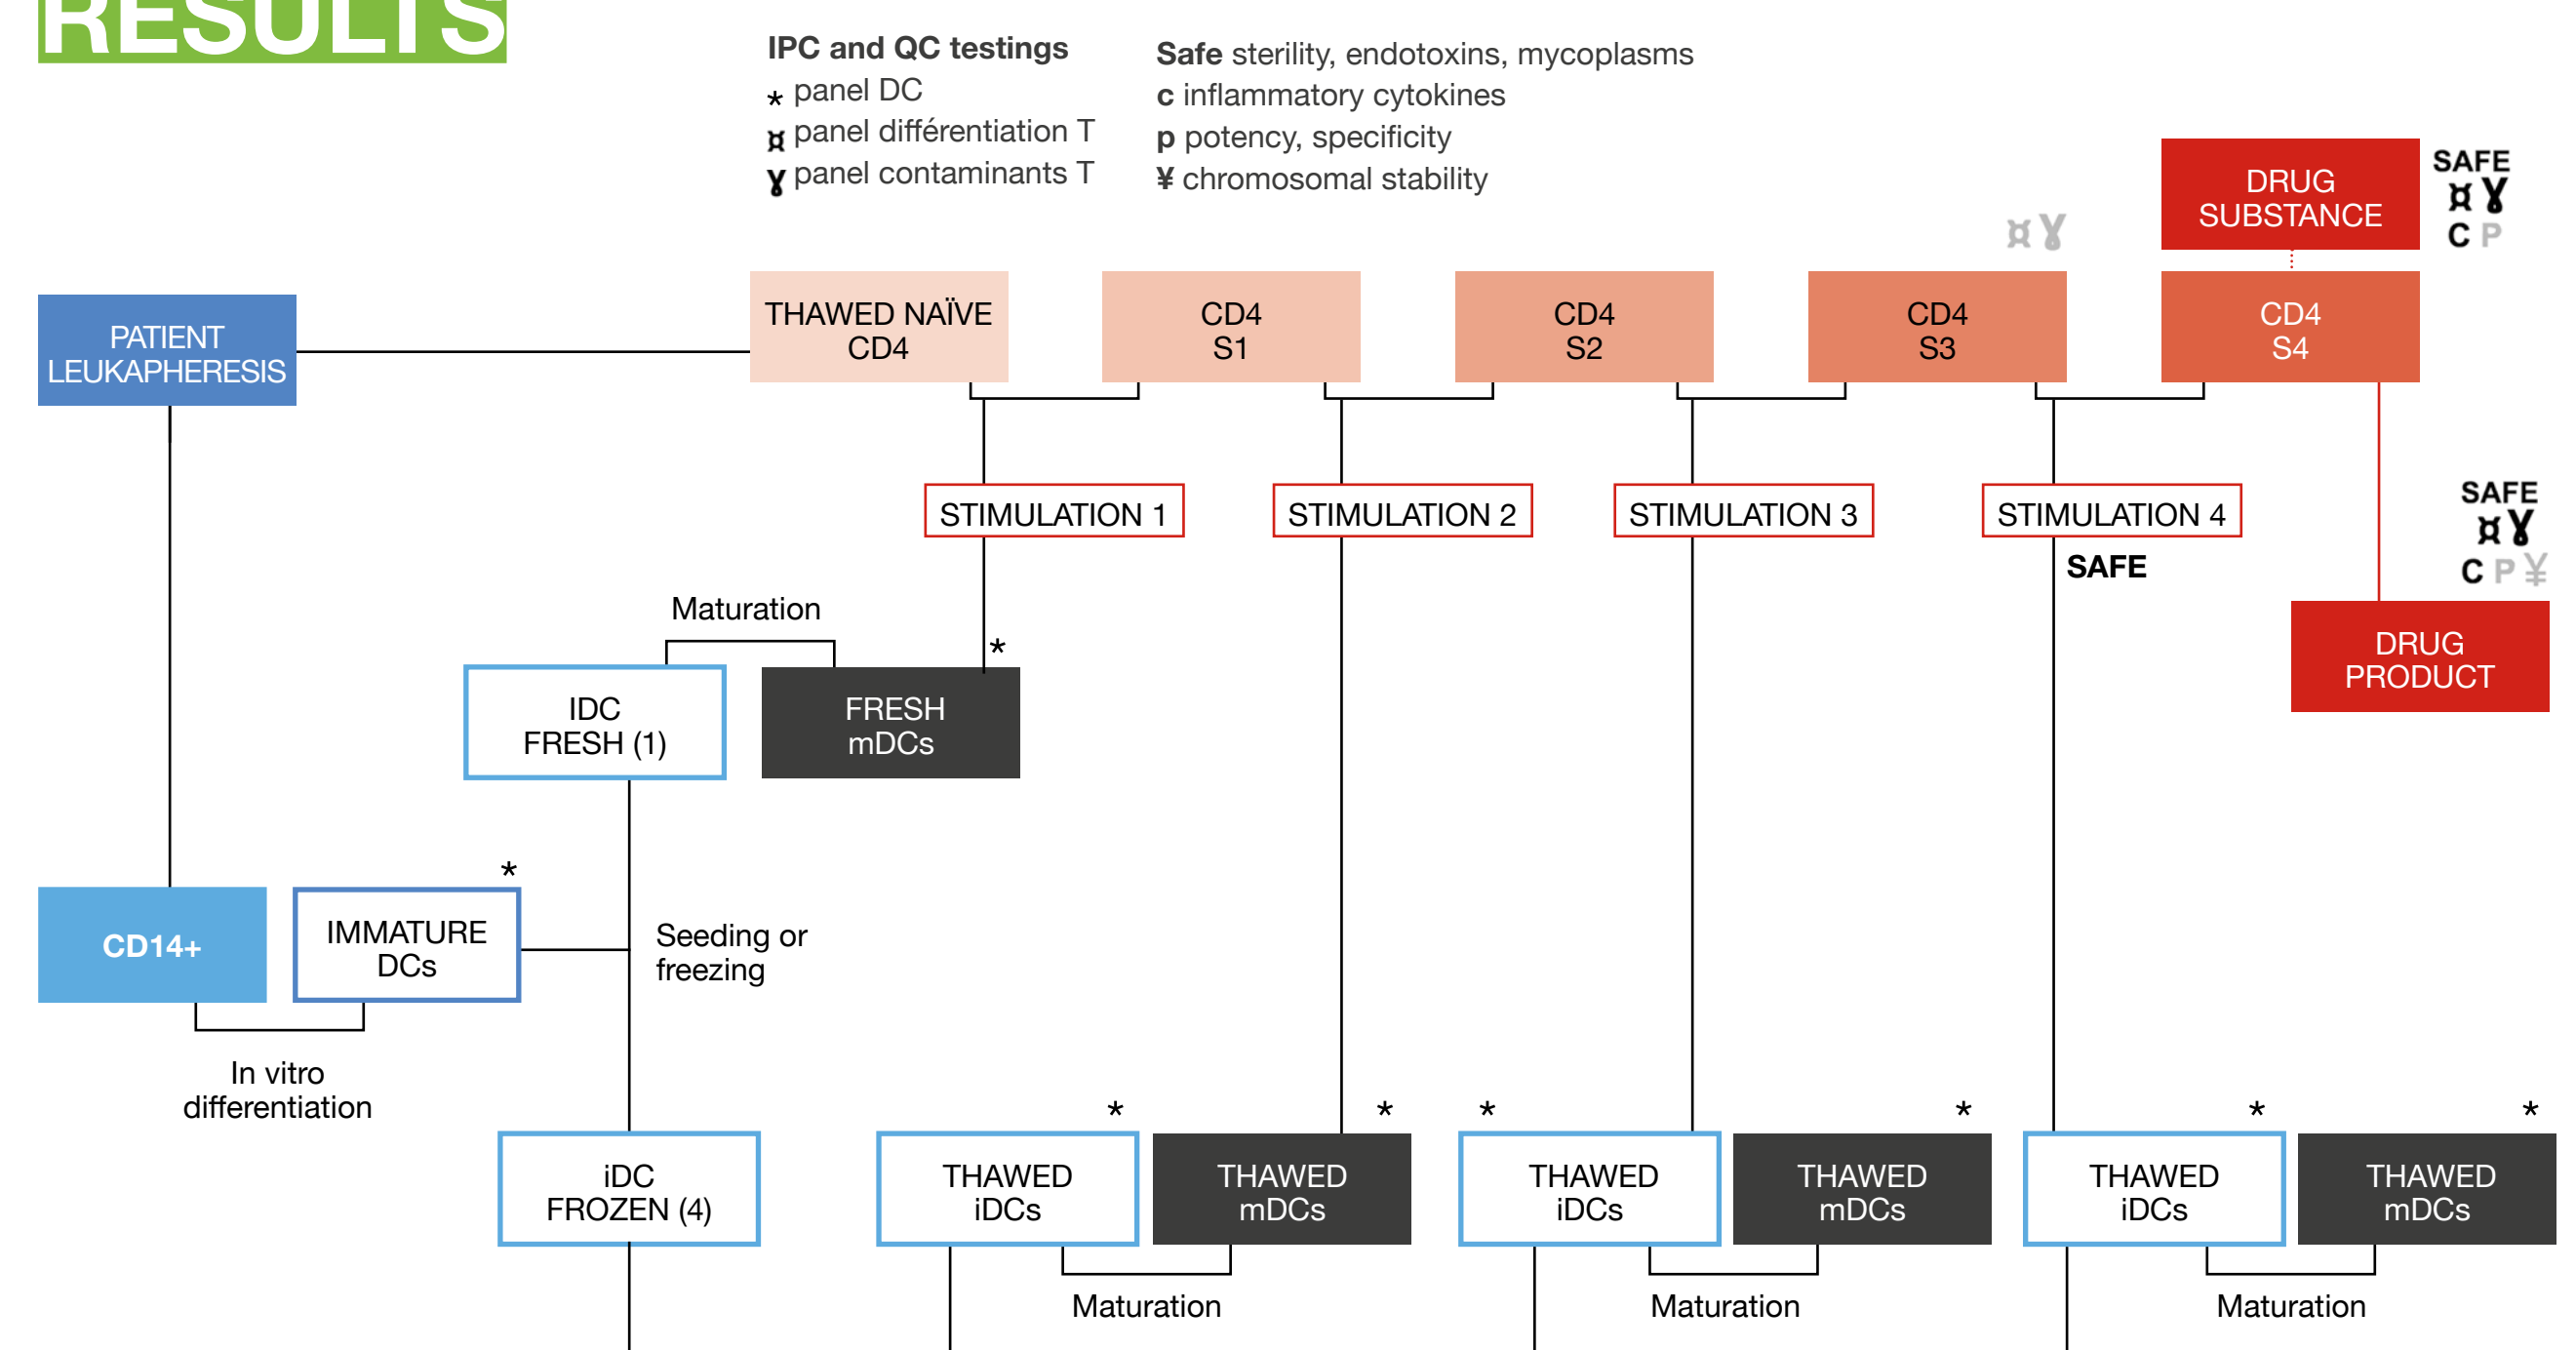 RESULTS
IPC and QC testings
* panel DC
¤ panel différentiation T
Ɣ panel contaminants T
Safe sterility, endotoxins, mycoplasms
c inflammatory cytokines
p potency, specificity
¥ chromosomal stability
DRUG
SUBSTANCE
SAFE
¤ Ɣ
C P
¤ Ɣ
PATIENT
LEUKAPHERESIS
THAWED NAÏVE
CD4
CD4
S1
CD4
S2
CD4
S3
CD4
S4
STIMULATION 1
STIMULATION 2
STIMULATION 3
STIMULATION 4
SAFE
SAFE
¤ Ɣ
C P ¥
DRUG
PRODUCT
Maturation
*
IDC
FRESH (1)
FRESH
mDCs
CD14+
*
IMMATURE
DCs
Seeding or
freezing
In vitro
differentiation
iDC
FROZEN (4)
*
THAWED
iDCs
*
THAWED
mDCs
Maturation
*
THAWED
iDCs
*
THAWED
mDCs
Maturation
*
THAWED
iDCs
*
THAWED
mDCs
Maturation